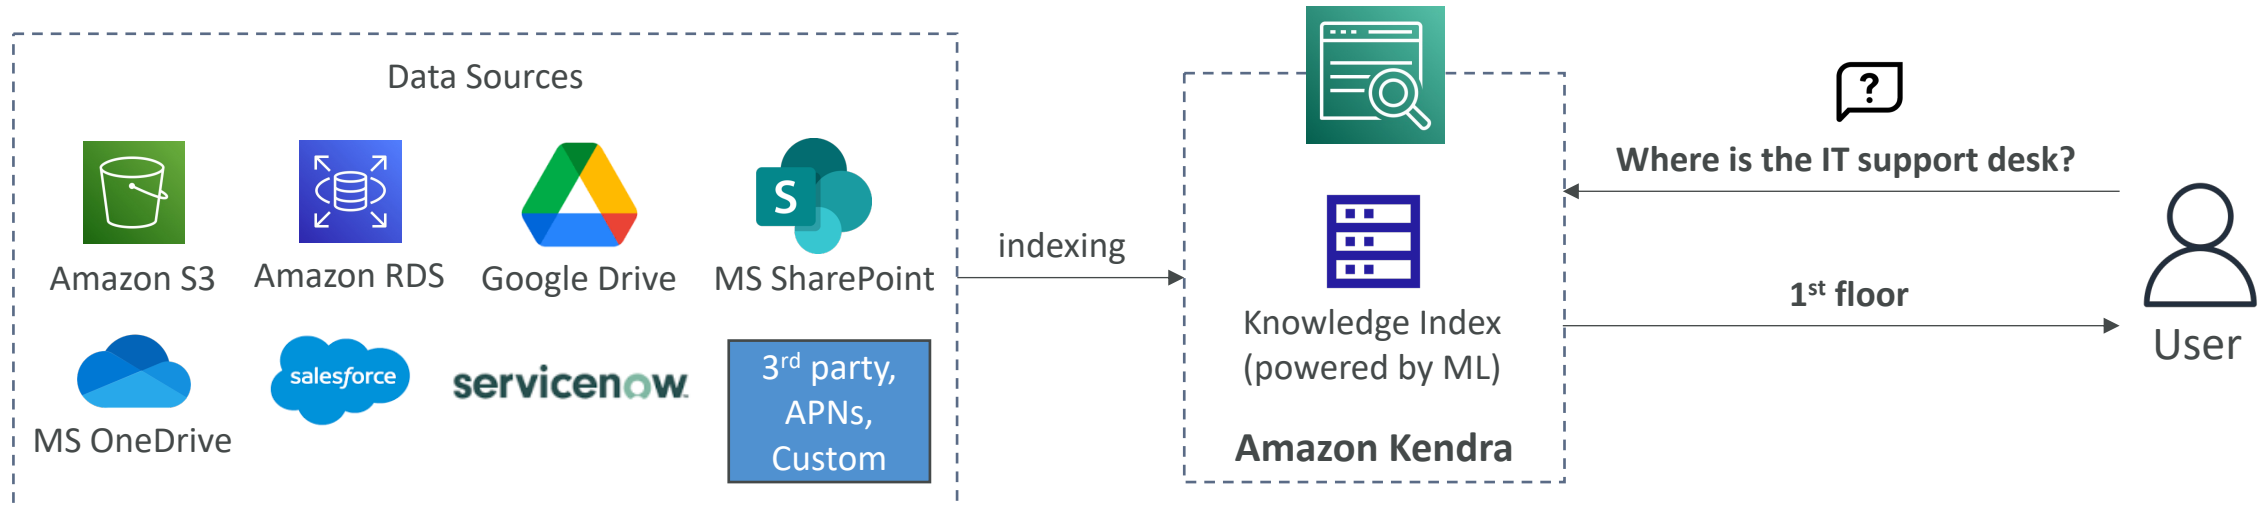 Data Sources
S
Amazon S3
Amazon RDS
Google Drive
MS SharePoint
MS OneDrive
salesforce
servicenow
3rd party,
APNs,
Custom
indexing
Knowledge Index
(powered by ML)
Amazon Kendra
?
Where is the IT support desk?
1st floor
User